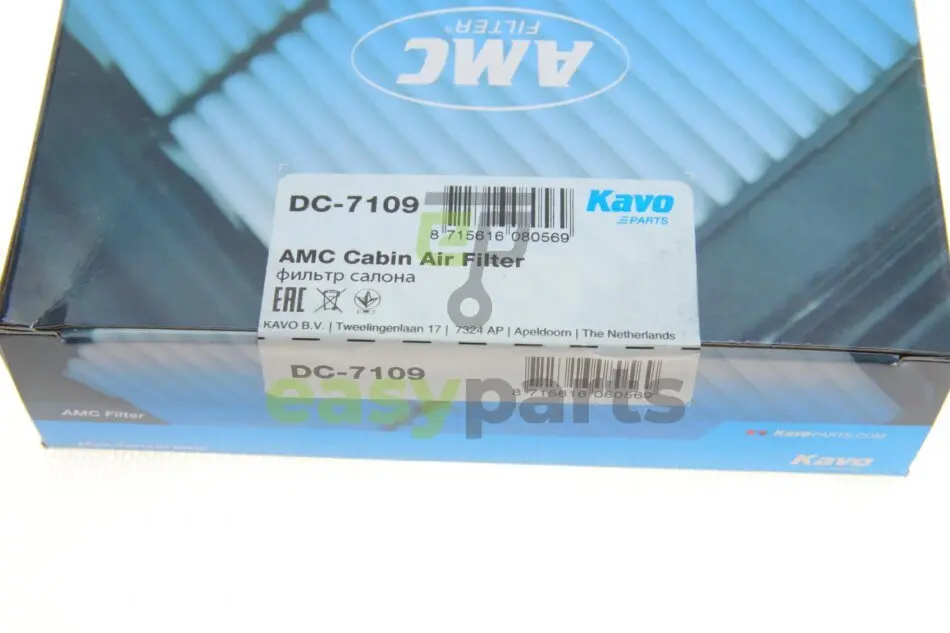 AMC
FILTER®
DC-7109
8 715616 080569
Kavo
PARTS
AMC Cabin Air Filter
фильтр салона
EAC
KAVO B.V. | Tweelingenlaan 17 | 7324 AP | Apeldoorn | The Netherlands
DC-7109
8 715616 080569
easyparts
AMC Filter
KavoPARTS.COM
Kavo